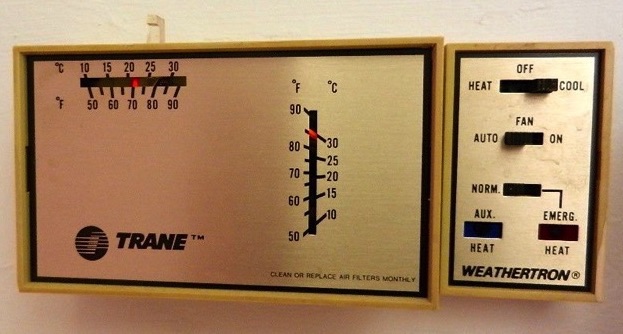 °C 10 15 20 25 30
°F 50 60 70 80 90
°F °C
90
80 30
25
70 20
60 15
10
50
TRANE™
CLEAN OR REPLACE AIR FILTERS MONTHLY
OFF
HEAT COOL
FAN
AUTO ON
NORM.
AUX. EMERG.
HEAT HEAT
WEATHERTRON®